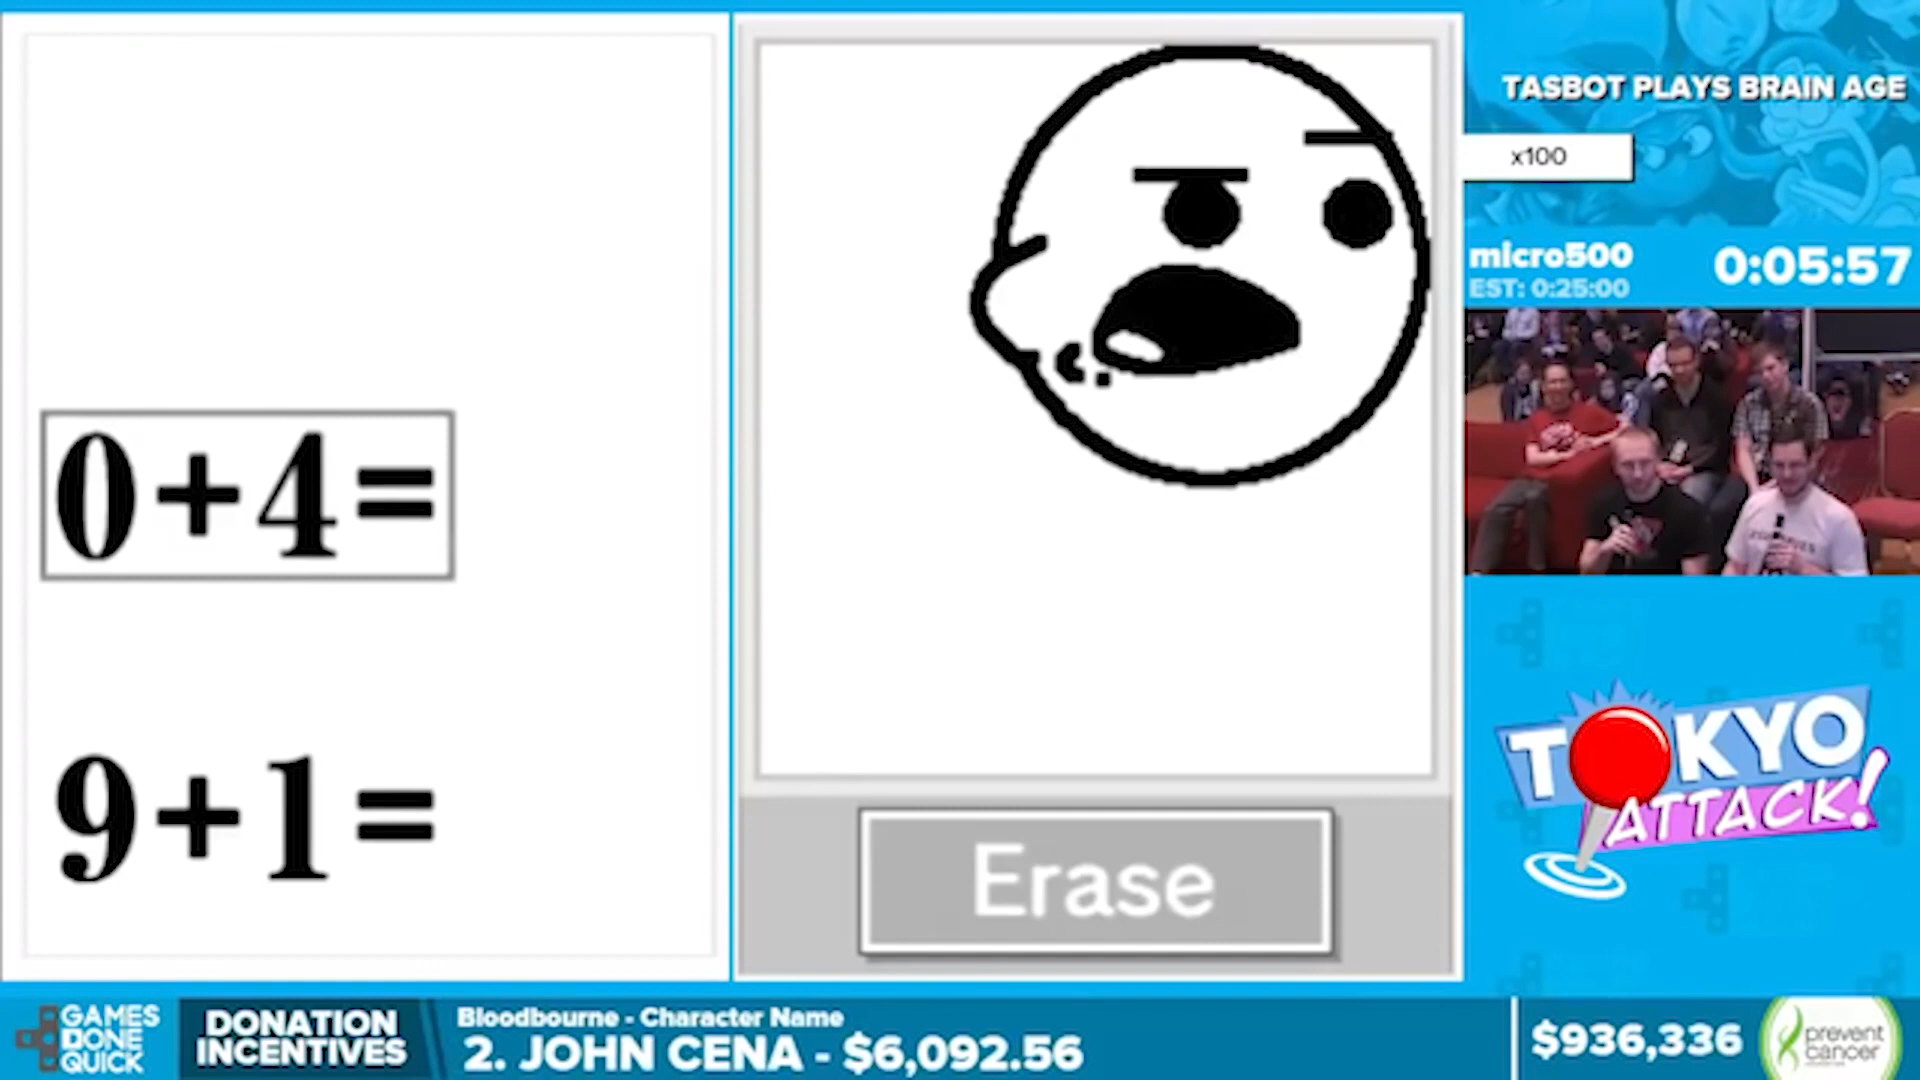 0+4=
9+1=
Erase
TASBOT PLAYS BRAIN AGE
x100
micro500
0:05:57
EST: 0:25:00
TOKYO
ATTACK!
GAMES
DONE
QUICK
DONATION
INCENTIVES
Bloodbourne - Character Name
2. JOHN CENA - $6,092.56
$936,336
prevent
cancer